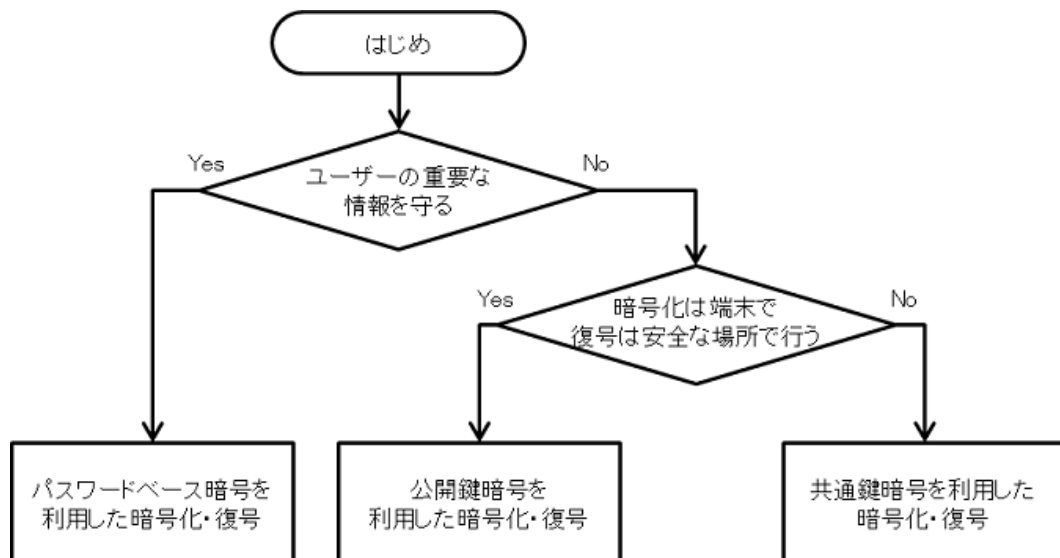 はじめ
Yes
No
ユーザーの重要な
情報を守る
Yes
No
暗号化は端末で
復号は安全な場所で行う
パスワードベース暗号を
利用した暗号化・復号
公開鍵暗号を
利用した暗号化・復号
共通鍵暗号を利用した
暗号化・復号